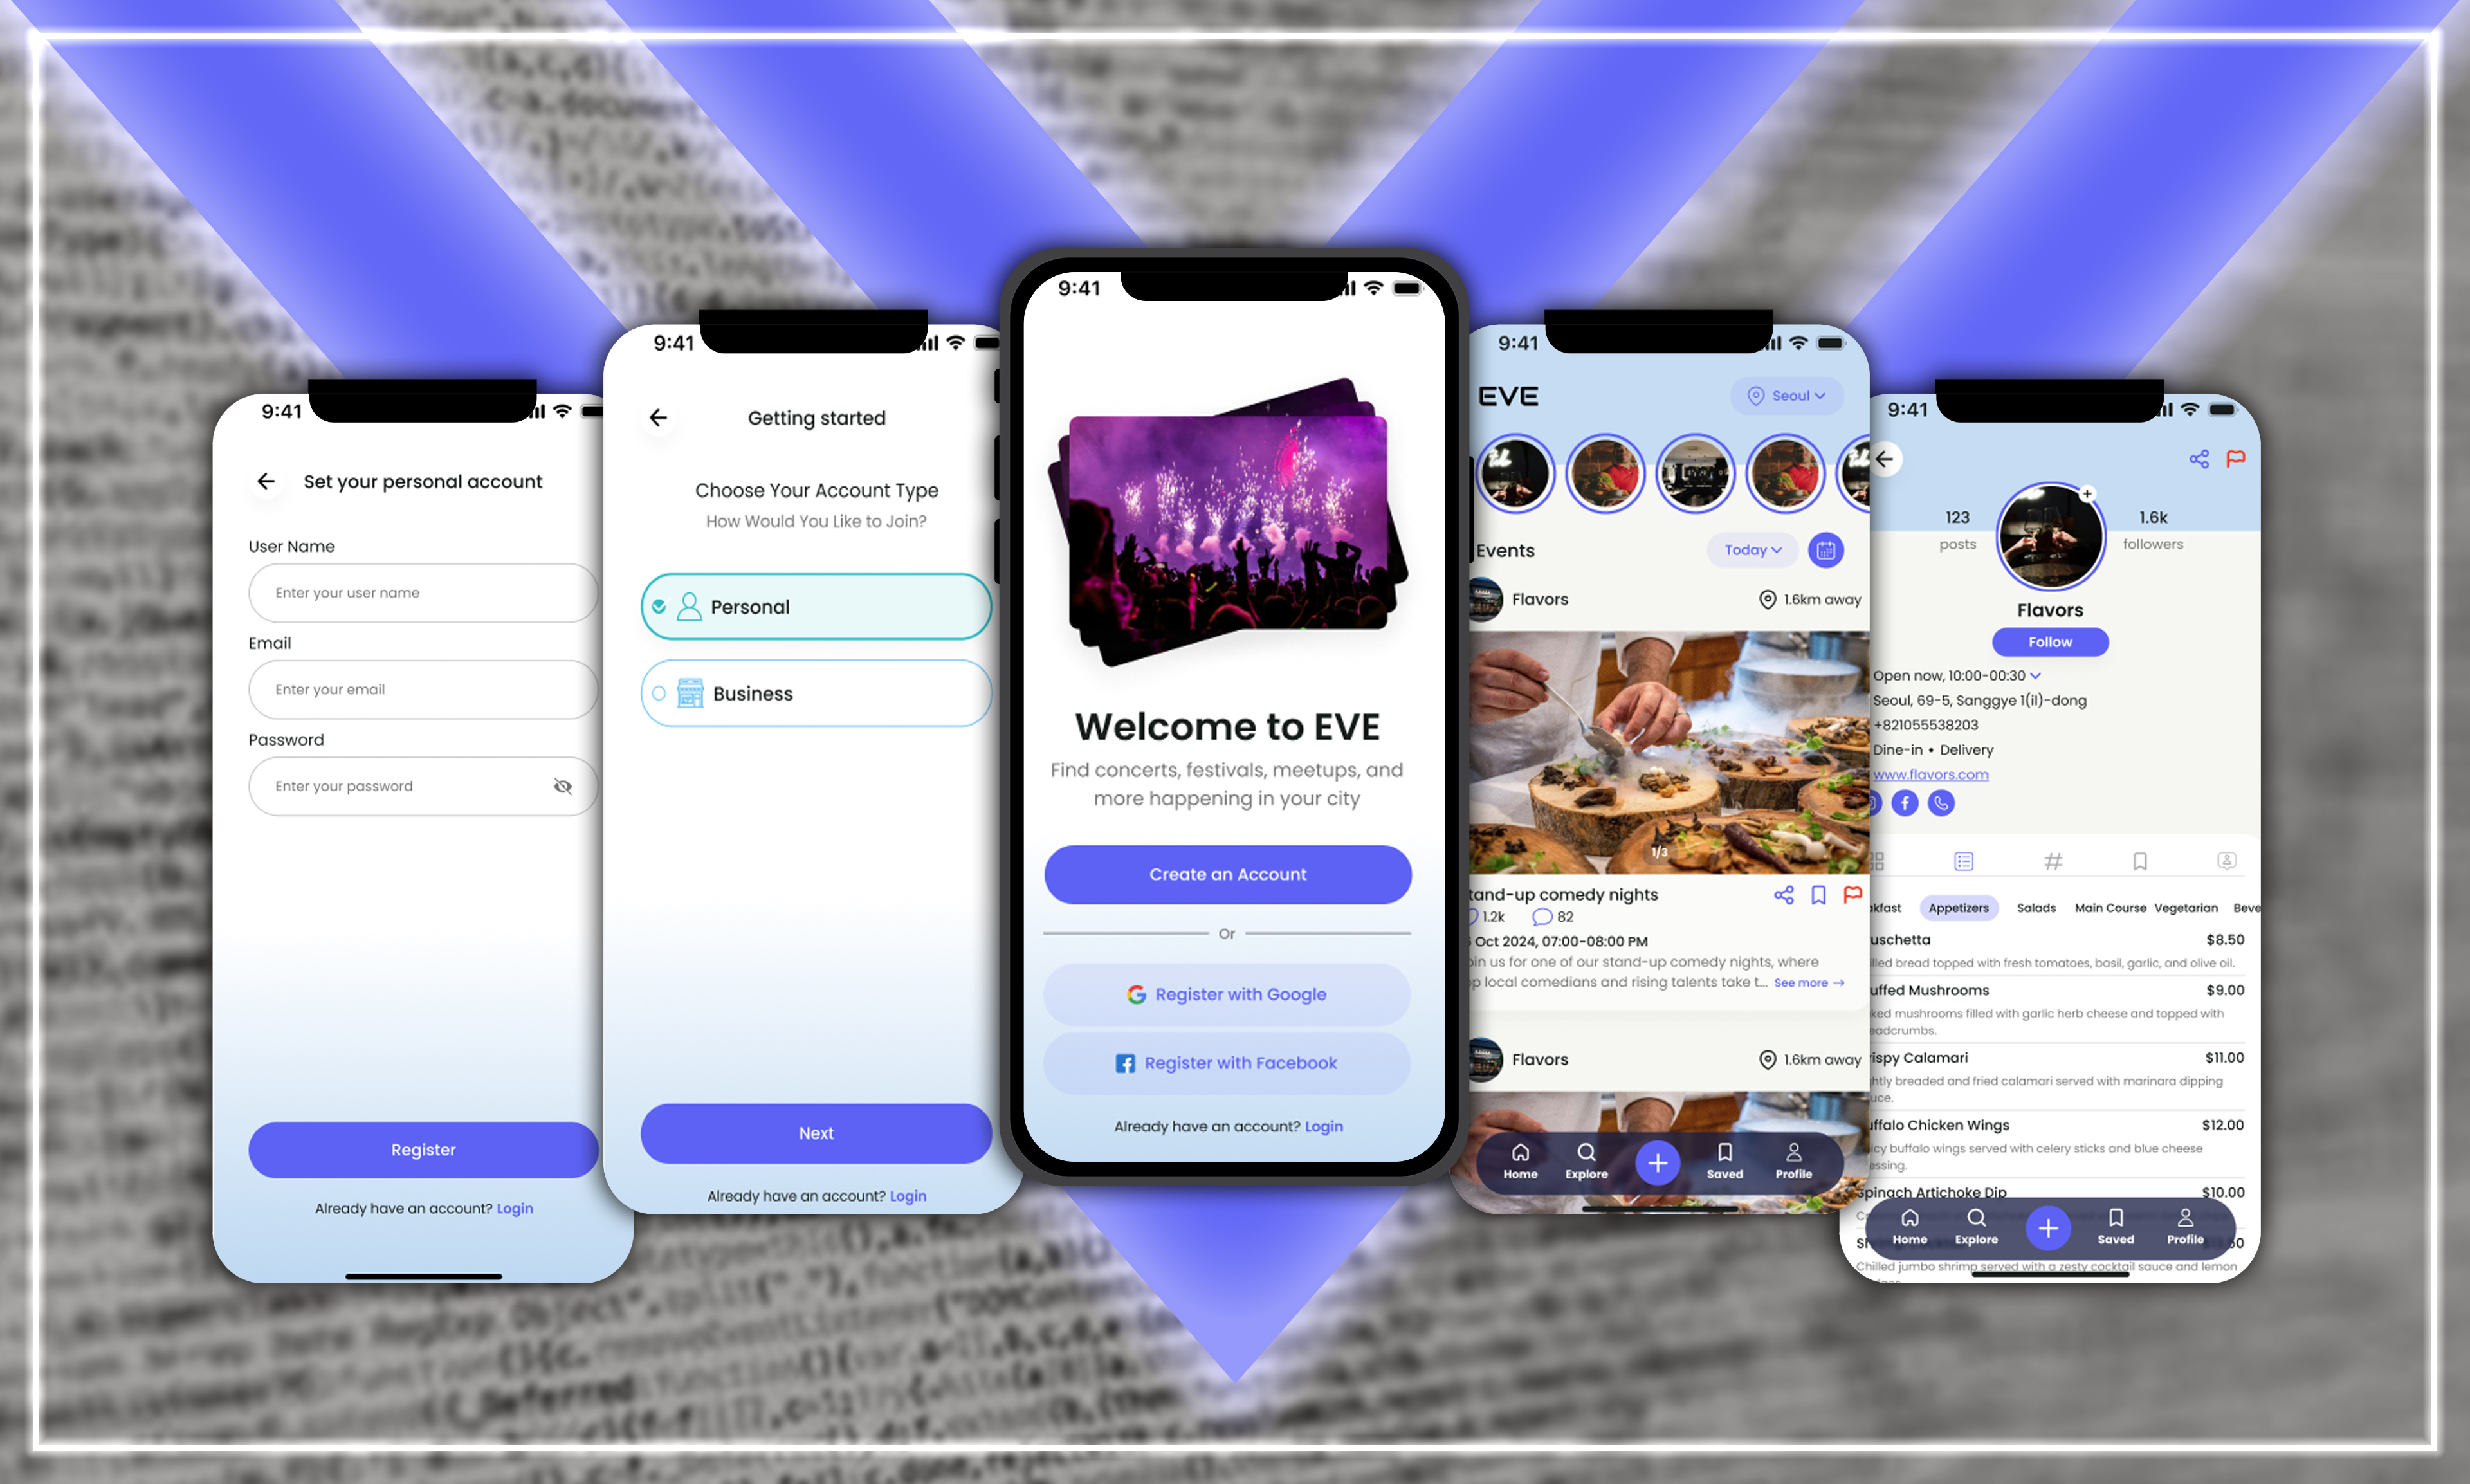 9:41
Set your personal account
User Name
Enter your user name
Email
Enter your email
Password
Enter your password
Register
Already have an account? Login
9:41
Getting started
Choose Your Account Type
How Would You Like to Join?
Personal
Business
Next
Already have an account? Login
9:41
Welcome to EVE
Find concerts, festivals, meetups, and
more happening in your city
Create an Account
Or
Register with Google
Register with Facebook
Already have an account? Login
9:41
EVE
Seoul
Events
Today
Flavors
1.6km away
1/3
tand-up comedy nights
1.2k
82
Oct 2024, 07:00-08:00 PM
in us for one of our stand-up comedy nights, where
p local comedians and rising talents take t... See more →
Flavors
1.6km away
Home Explore + Saved Profile
9:41
123
posts
1.6k
followers
Flavors
Follow
Open now, 10:00-00:30
Seoul, 69-5, Sanggye 1(il)-dong
+821055538203
Dine-in • Delivery
www.flavors.com
#
kfast Appetizers Salads Main Course Vegetarian Beve
uschetta $8.50
lled bread topped with fresh tomatoes, basil, garlic, and olive oil.
uffed Mushrooms $9.00
ked mushrooms filled with garlic herb cheese and topped with
eadcrumbs.
rispy Calamari $11.00
htly breaded and fried calamari served with marinara dipping
uce.
uffalo Chicken Wings $12.00
icy buffalo wings served with celery sticks and blue cheese
essing.
Spinach Artichoke Dip $10.00
Home Explore + Saved Profile
Chilled jumbo shrimp served with a zesty cocktail sauce and lemon